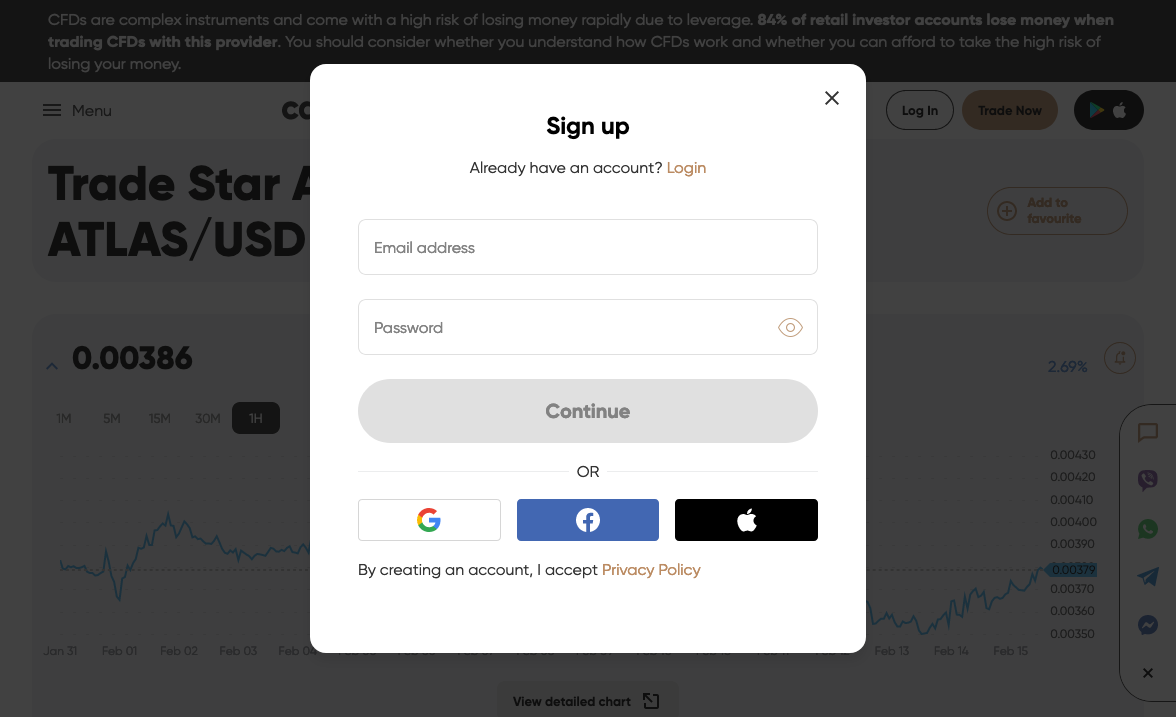 CFDs are complex instruments and come with a high risk of losing money rapidly due to leverage. 84% of retail investor accounts lose money when
trading CFDs with this provider. You should consider whether you understand how CFDs work and whether you can afford to take the high risk of
losing your money.
Menu
Log In
Trade Now
Sign up
Already have an account? Login
Trade Star
ATLAS/USD
Add to
favourite
Email address
Password
0.00386
2.69%
1M 5M 15M 30M 1H
Continue
OR
0.00430
0.00420
0.00410
0.00400
0.00390
0.00379
0.00370
0.00360
0.00350
By creating an account, I accept Privacy Policy
Jan 31 Feb 01 Feb 02 Feb 03 Feb 04 Feb 13 Feb 14 Feb 15
View detailed chart